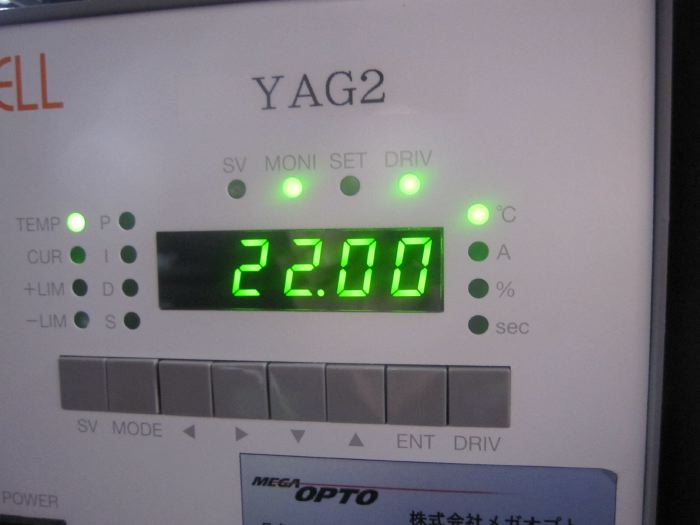 ELL
YAG2
SV MONI SET DRIV
TEMP P ℃
CUR I A
+LIM D %
−LIM S sec
22.00
SV MODE ◀ ▶ ▼ ▲ ENT DRIV
POWER
MEGA OPTO
株式会社メガオプト